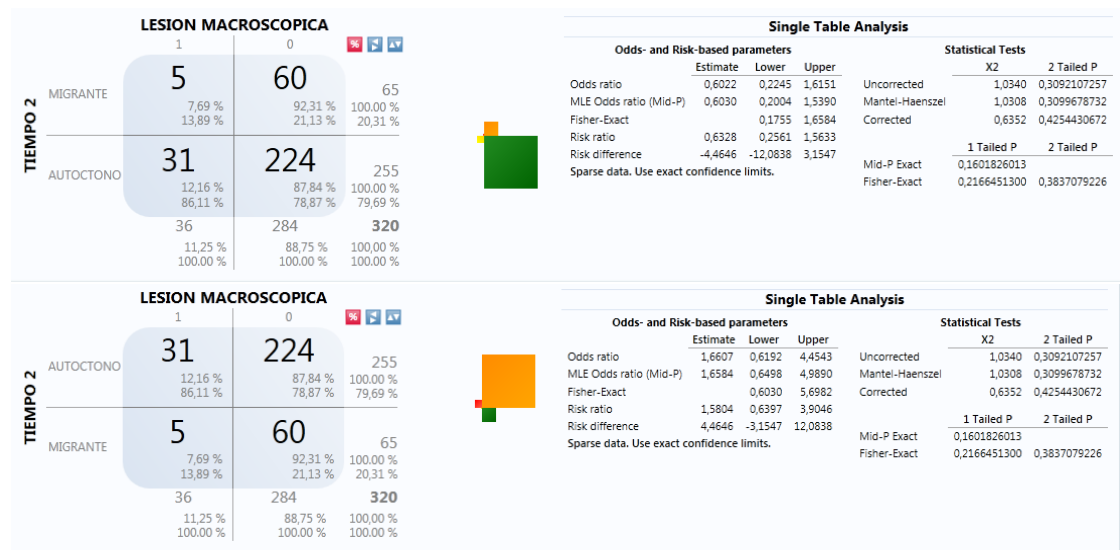 LESION MACROSCOPICA
1 0 %
MIGRANTE 5 60 65
7,69 % 92,31 % 100.00 %
13,89 % 21,13 % 20,31 %
TIEMPO 2
AUTOCTONO 31 224 255
12,16 % 87,84 % 100.00 %
86,11 % 78,87 % 79,69 %
36 284 320
11,25 % 88,75 % 100,00 %
100.00 % 100.00 % 100.00 %
Single Table Analysis
Odds- and Risk-based parameters
Estimate Lower Upper
Odds ratio 0,6022 0,2245 1,6151
MLE Odds ratio (Mid-P) 0,6030 0,2004 1,5390
Fisher-Exact 0,1755 1,6584
Risk ratio 0,6328 0,2561 1,5633
Risk difference -4,4646 -12,0838 3,1547
Sparse data. Use exact confidence limits.
Statistical Tests
X2 2 Tailed P
Uncorrected 1,0340 0,3092107257
Mantel-Haenszel 1,0308 0,3099678732
Corrected 0,6352 0,4254430672
1 Tailed P 2 Tailed P
Mid-P Exact 0,1601826013
Fisher-Exact 0,2166451300 0,3837079226
LESION MACROSCOPICA
1 0 %
AUTOCTONO 31 224 255
12,16 % 87,84 % 100.00 %
86,11 % 78,87 % 79,69 %
TIEMPO 2
MIGRANTE 5 60 65
7,69 % 92,31 % 100.00 %
13,89 % 21,13 % 20,31 %
36 284 320
11,25 % 88,75 % 100,00 %
100.00 % 100.00 % 100.00 %
Single Table Analysis
Odds- and Risk-based parameters
Estimate Lower Upper
Odds ratio 1,6607 0,6192 4,4543
MLE Odds ratio (Mid-P) 1,6584 0,6498 4,9890
Fisher-Exact 0,6030 5,6982
Risk ratio 1,5804 0,6397 3,9046
Risk difference 4,4646 -3,1547 12,0838
Sparse data. Use exact confidence limits.
Statistical Tests
X2 2 Tailed P
Uncorrected 1,0340 0,3092107257
Mantel-Haenszel 1,0308 0,3099678732
Corrected 0,6352 0,4254430672
1 Tailed P 2 Tailed P
Mid-P Exact 0,1601826013
Fisher-Exact 0,2166451300 0,3837079226